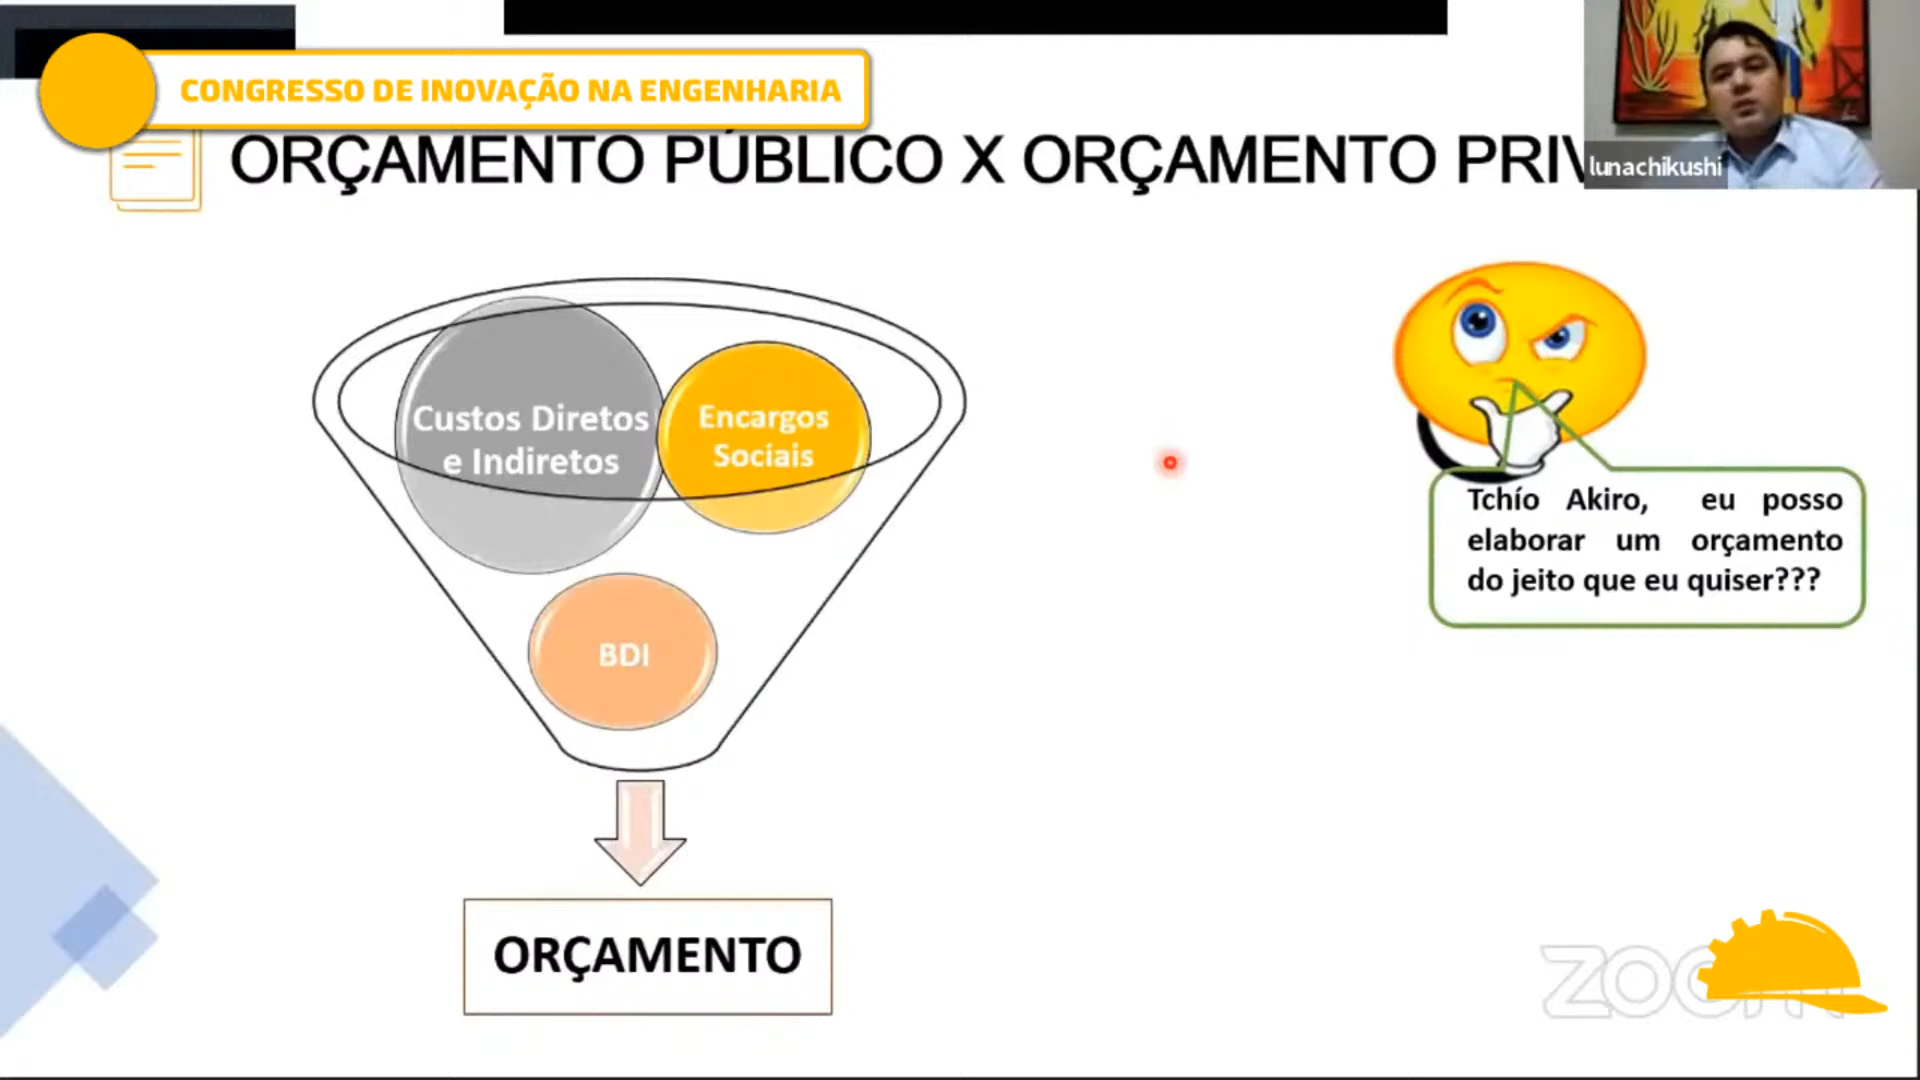 CONGRESSO DE INOVAÇÃO NA ENGENHARIA
ORÇAMENTO PÚBLICO X ORÇAMENTO PRIV
lunachikushi
Custos Diretos
e Indiretos
Encargos
Sociais
BDI
ORÇAMENTO
Tchío Akiro, eu posso
elaborar um orçamento
do jeito que eu quiser???
zoom